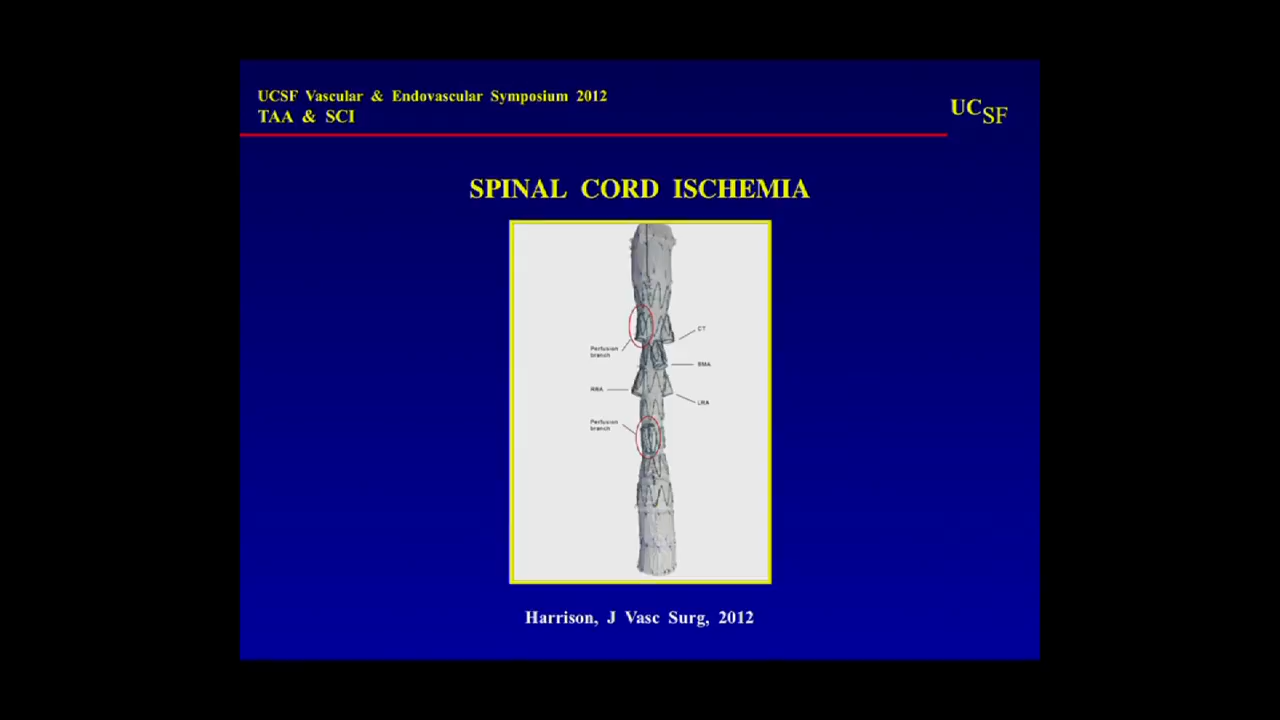 UCSF Vascular & Endovascular Symposium 2012
TAA & SCI
UCSF
SPINAL CORD ISCHEMIA
CT
Perfusion
branch
SMA
RRA
LRA
Perfusion
branch
Harrison, J Vasc Surg, 2012